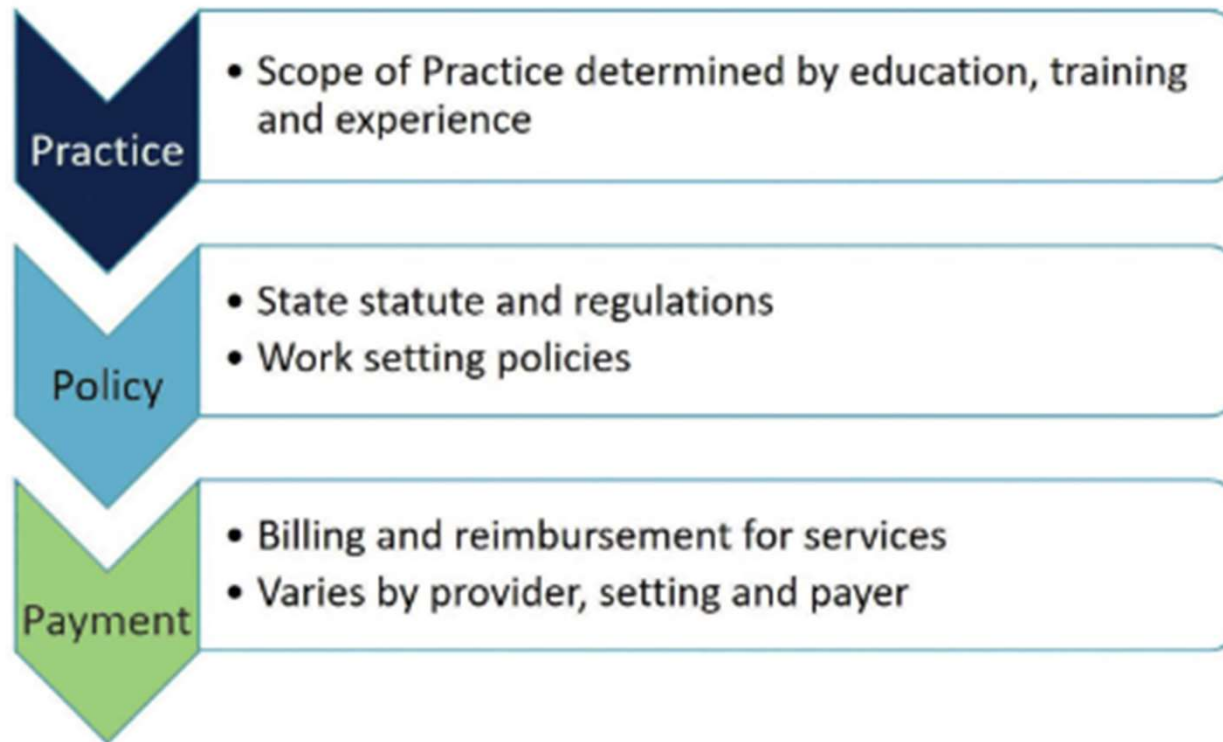 Practice
• Scope of Practice determined by education, training
and experience
Policy
• State statute and regulations
• Work setting policies
Payment
• Billing and reimbursement for services
• Varies by provider, setting and payer